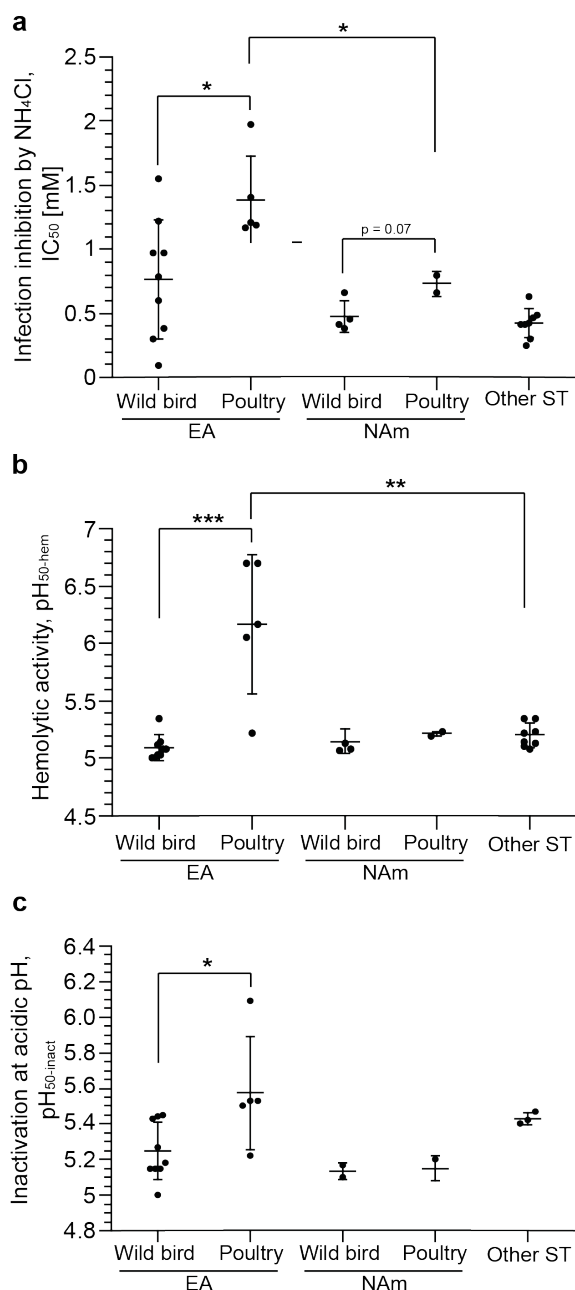 a
Infection inhibition by NH₄Cl,
IC₅₀ [mM]
2.5
2
1.5
1
0.5
0
*
*
p = 0.07
Wild bird Poultry Wild bird Poultry Other ST
EA NAm
b
Hemolytic activity, pH₅₀₋ₕₑₘ
7
6.5
6
5.5
5
4.5
***
**
Wild bird Poultry Wild bird Poultry Other ST
EA NAm
c
Inactivation at acidic pH,
pH50-inact
6.4
6.2
6.0
5.8
5.6
5.4
5.2
5
4.8
*
Wild bird Poultry Wild bird Poultry Other ST
EA NAm